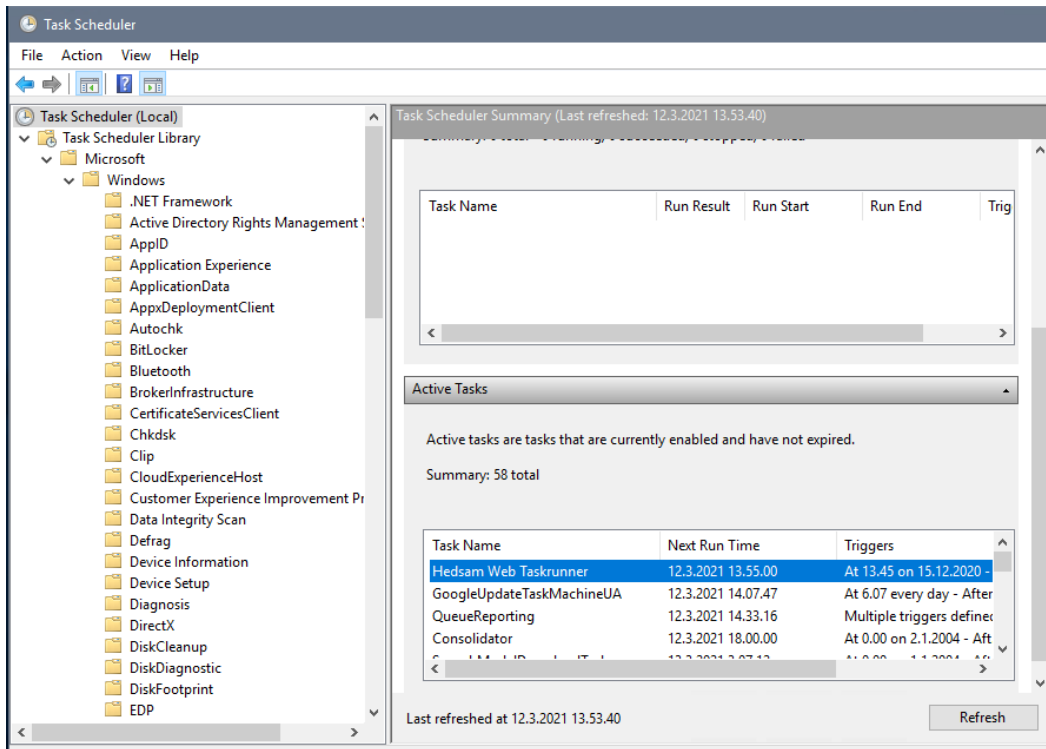 Task Scheduler
File Action View Help
Task Scheduler (Local)
Task Scheduler Library
Microsoft
Windows
.NET Framework
Active Directory Rights Management
AppID
Application Experience
ApplicationData
AppxDeploymentClient
Autochk
BitLocker
Bluetooth
BrokerInfrastructure
CertificateServicesClient
Chkdsk
Clip
CloudExperienceHost
Customer Experience Improvement Pr
Data Integrity Scan
Defrag
Device Information
Device Setup
Diagnosis
DirectX
DiskCleanup
DiskDiagnostic
DiskFootprint
EDP
Task Scheduler Summary (Last refreshed: 12.3.2021 13.53.40)
Task Name Run Result Run Start Run End Trig
Active Tasks
Active tasks are tasks that are currently enabled and have not expired.
Summary: 58 total
Task Name Next Run Time Triggers
Hedsam Web Taskrunner 12.3.2021 13.55.00 At 13.45 on 15.12.2020 -
GoogleUpdateTaskMachineUA 12.3.2021 14.07.47 At 6.07 every day - After
QueueReporting 12.3.2021 14.33.16 Multiple triggers defined
Consolidator 12.3.2021 18.00.00 At 0.00 on 2.1.2004 - Aft
Last refreshed at 12.3.2021 13.53.40
Refresh